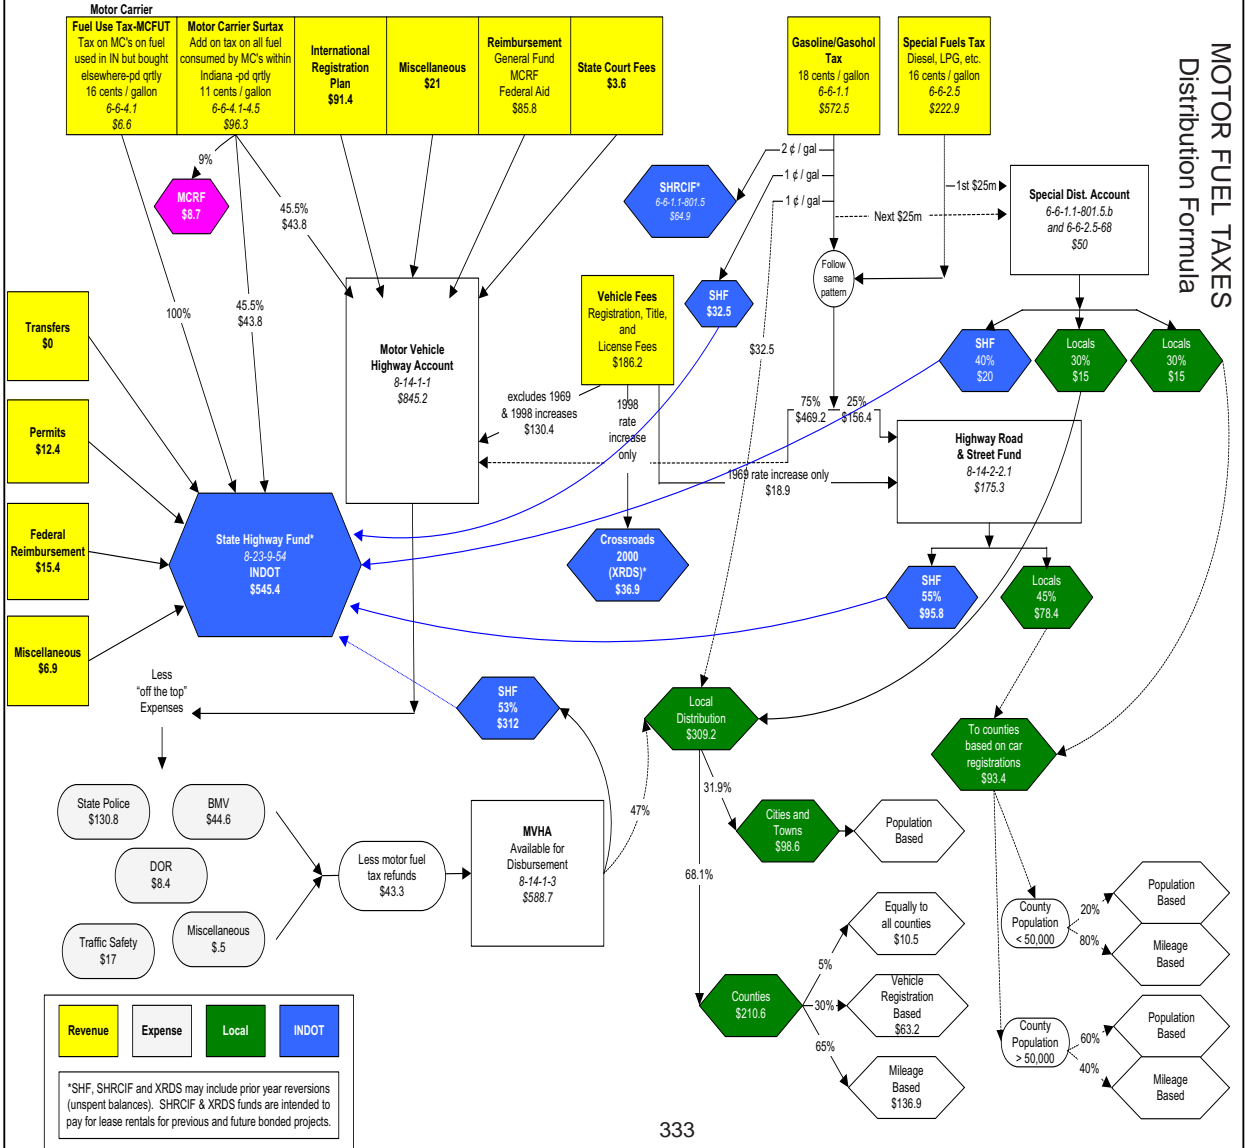 MOTOR FUEL TAXES
Distribution Formula
Motor Carrier
Fuel Use Tax-MCFUT
Tax on MC's on fuel
used in IN but bought
elsewhere-pd qrtly
16 cents / gallon
6-6-4.1
$6.6
Motor Carrier Surtax
Add on tax on all fuel
consumed by MC's within
Indiana -pd qrtly
11 cents / gallon
6-6-4.1-4.5
$96.3
International
Registration
Plan
$91.4
Miscellaneous
$21
Reimbursement
General Fund
MCRF
Federal Aid
$85.8
State Court Fees
$3.6
Gasoline/Gasohol
Tax
18 cents / gallon
6-6-1.1
$572.5
Special Fuels Tax
Diesel, LPG, etc.
16 cents / gallon
6-6-2.5
$222.9
9%
MCRF
$8.7
45.5%
$43.8
2 ¢ / gal
1 ¢ / gal
1 ¢ / gal
SHRCIF*
6-6-1.1-801.5
$64.9
1st $25m
Next $25m
Special Dist. Account
6-6-1.1-801.5.b
and 6-6-2.5-68
$50
Follow
same
pattern
Transfers
$0
100%
45.5%
$43.8
Motor Vehicle
Highway Account
8-14-1-1
$845.2
Vehicle Fees
Registration, Title,
and
License Fees
$186.2
SHF
$32.5
$32.5
SHF
40%
$20
Locals
30%
$15
Locals
30%
$15
excludes 1969
& 1998 increases
$130.4
1998
rate
increase
only
75%
$469.2
25%
$156.4
Permits
$12.4
Highway Road
& Street Fund
8-14-2-2.1
$175.3
1969 rate increase only
$18.9
Federal
Reimbursement
$15.4
State Highway Fund*
8-23-9-54
INDOT
$545.4
Crossroads
2000
(XRDS)*
$36.9
SHF
55%
$95.8
Locals
45%
$78.4
Miscellaneous
$6.9
Less
"off the top"
Expenses
SHF
53%
$312
Local
Distribution
$309.2
To counties
based on car
registrations
$93.4
State Police
$130.8
BMV
$44.6
DOR
$8.4
Traffic Safety
$17
Miscellaneous
$.5
Less motor fuel
tax refunds
$43.3
MVHA
Available for
Disbursement
8-14-1-3
$588.7
47%
31.9%
68.1%
Cities and
Towns
$98.6
Population
Based
Counties
$210.6
5%
30%
65%
Equally to
all counties
$10.5
Vehicle
Registration
Based
$63.2
Mileage
Based
$136.9
County
Population
< 50,000
20%
80%
Population
Based
Mileage
Based
County
Population
> 50,000
60%
40%
Population
Based
Mileage
Based
Revenue
Expense
Local
INDOT
*SHF, SHRCIF and XRDS may include prior year reversions
(unspent balances). SHRCIF & XRDS funds are intended to
pay for lease rentals for previous and future bonded projects.
333